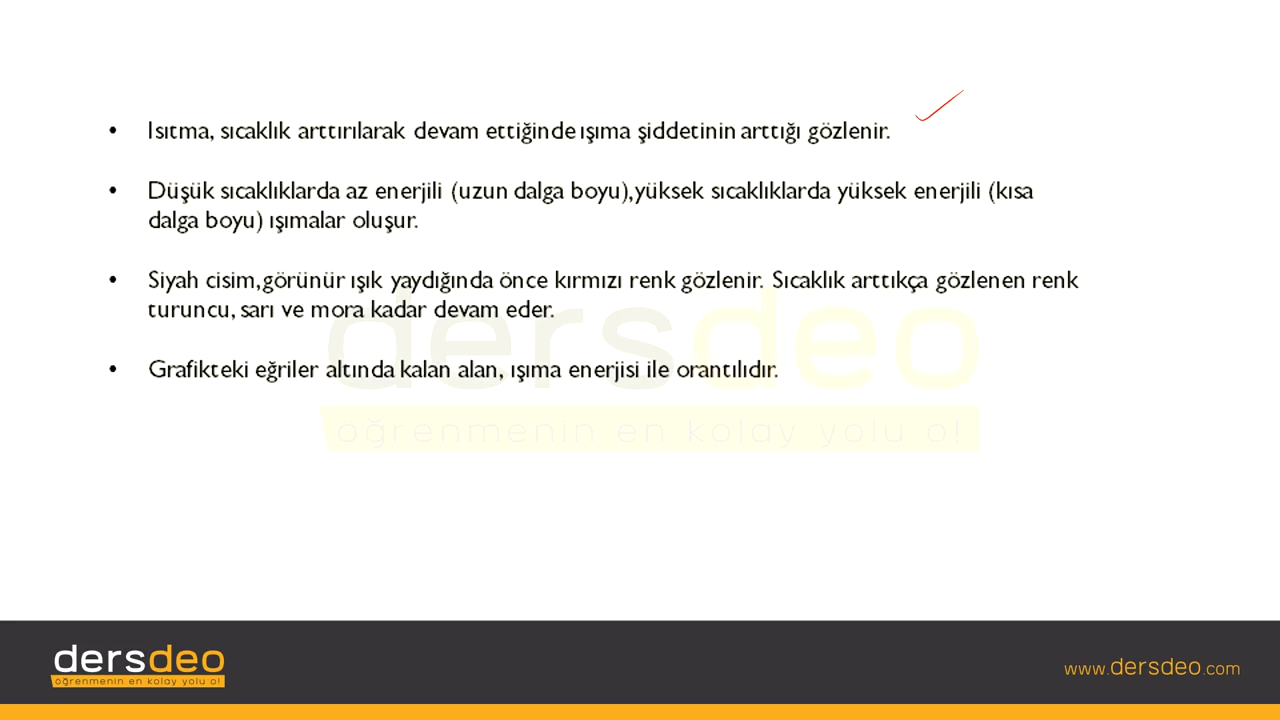 • Isıtma, sıcaklık arttırılarak devam ettiğinde ışıma şiddetinin arttığı gözlenir.
• Düşük sıcaklıklarda az enerjili (uzun dalga boyu),yüksek sıcaklıklarda yüksek enerjili (kısa
dalga boyu) ışımalar oluşur.
• Siyah cisim,görünür ışık yaydığında önce kırmızı renk gözlenir. Sıcaklık arttıkça gözlenen renk
turuncu, sarı ve mora kadar devam eder.
dersdeo
• Grafikteki eğriler altında kalan alan, ışıma enerjisi ile orantılıdır.
öğrenmenin en kolay yolu o!
dersdeo
öğrenmenin en kolay yolu o!
www.dersdeo.com